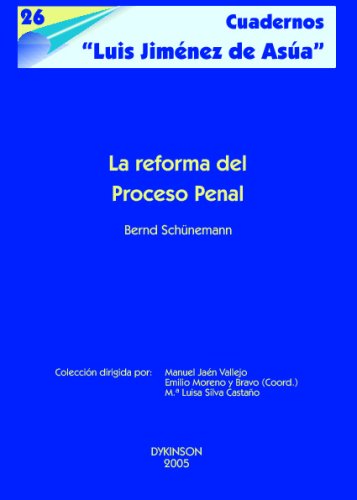 26
Cuadernos
“Luis Jiménez de Asúa”
La reforma del
Proceso Penal
Bernd Schünemann
Colección dirigida por: Manuel Jaén Vallejo
Emilio Moreno y Bravo (Coord.)
M.ª Luisa Silva Castaño
DYKINSON
2005